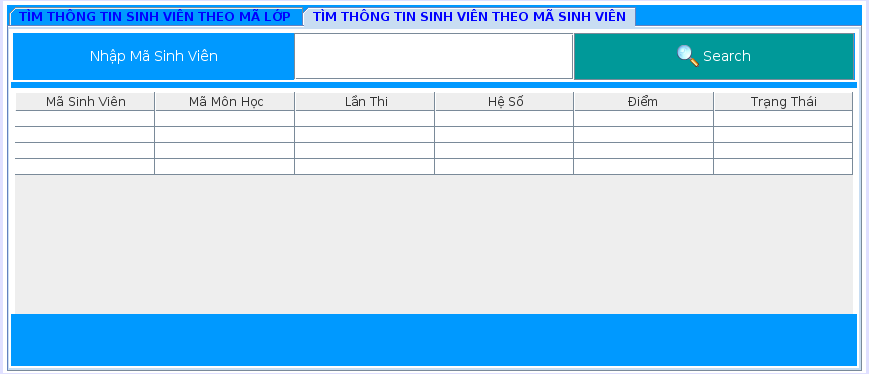 TÌM THÔNG TIN SINH VIÊN THEO MÃ LỚP TÌM THÔNG TIN SINH VIÊN THEO MÃ SINH VIÊN
Nhập Mã Sinh Viên Search
Mã Sinh Viên Mã Môn Học Lần Thi Hệ Số Điểm Trạng Thái